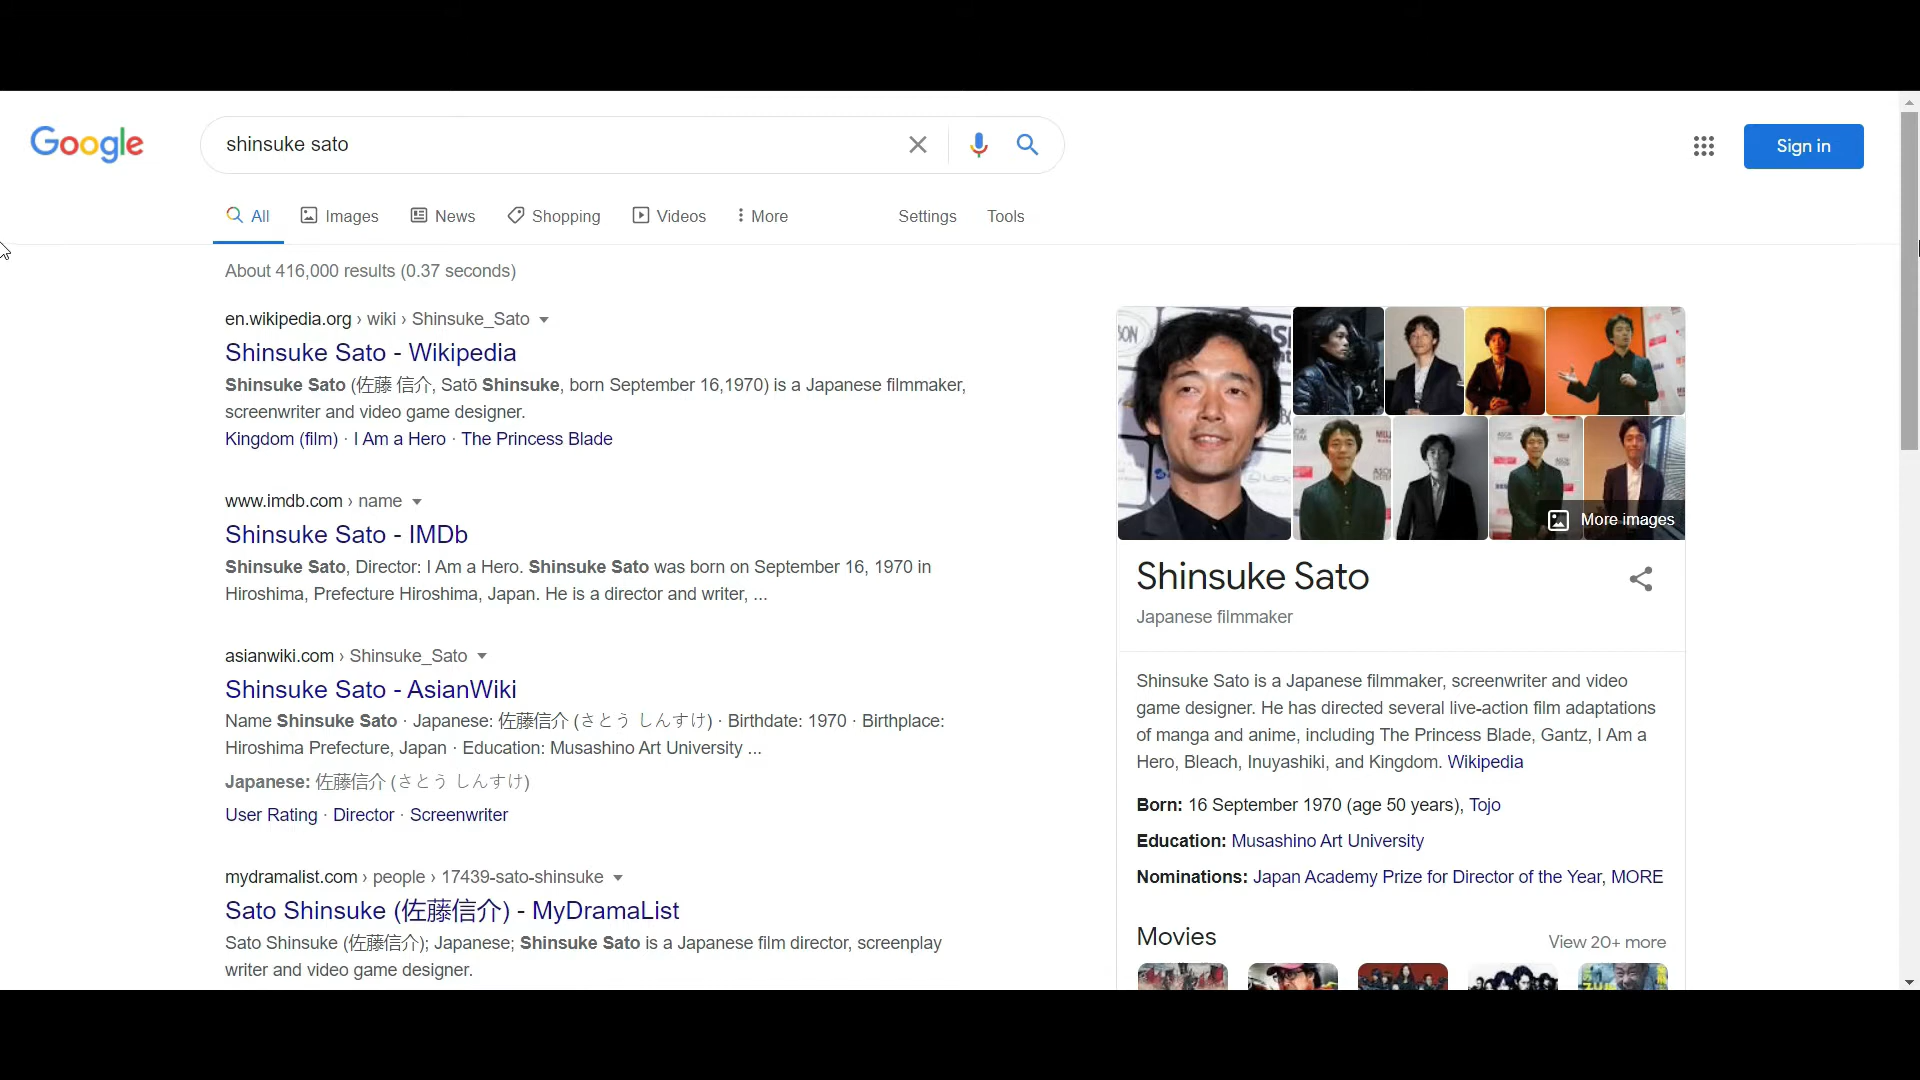 Google
shinsuke sato
Sign in
All
Images
News
Shopping
Videos
More
Settings
Tools
About 416,000 results (0.37 seconds)
en.wikipedia.org › wiki › Shinsuke_Sato
Shinsuke Sato - Wikipedia
Shinsuke Sato (佐藤 信介, Satō Shinsuke, born September 16,1970) is a Japanese filmmaker,
screenwriter and video game designer.
Kingdom (film) · I Am a Hero · The Princess Blade
www.imdb.com › name
Shinsuke Sato - IMDb
Shinsuke Sato, Director: I Am a Hero. Shinsuke Sato was born on September 16, 1970 in
Hiroshima, Prefecture Hiroshima, Japan. He is a director and writer, ...
asianwiki.com › Shinsuke_Sato
Shinsuke Sato - AsianWiki
Name Shinsuke Sato · Japanese: 佐藤信介 (さとう しんすけ) · Birthdate: 1970 · Birthplace:
Hiroshima Prefecture, Japan · Education: Musashino Art University ...
Japanese: 佐藤信介 (さとう しんすけ)
User Rating · Director · Screenwriter
mydramalist.com › people › 17439-sato-shinsuke
Sato Shinsuke (佐藤信介) - MyDramaList
Sato Shinsuke (佐藤信介); Japanese; Shinsuke Sato is a Japanese film director, screenplay
writer and video game designer.
More images
Shinsuke Sato
Japanese filmmaker
Shinsuke Sato is a Japanese filmmaker, screenwriter and video
game designer. He has directed several live-action film adaptations
of manga and anime, including The Princess Blade, Gantz, I Am a
Hero, Bleach, Inuyashiki, and Kingdom. Wikipedia
Born: 16 September 1970 (age 50 years), Tojo
Education: Musashino Art University
Nominations: Japan Academy Prize for Director of the Year, MORE
Movies
View 20+ more